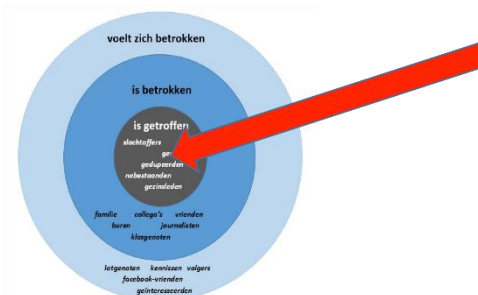 voelt zich betrokken
is betrokken
is getroffen
slachtoffers
ge
gedupeerden
nabestaanden
gezinsleden
familie collega's vrienden
buren journalisten
klasgenoten
lotgenoten kennissen volgers
facebook-vrienden
geïnteresseerden